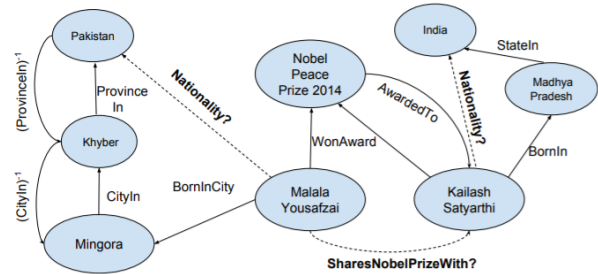 Pakistan
(ProvinceIn)⁻¹
Province
In
Khyber
(CityIn)⁻¹
CityIn
Mingora
BornInCity
Nationality?
Nobel
Peace
Prize 2014
WonAward
Malala
Yousafzai
AwardedTo
SharesNobelPrizeWith?
India
StateIn
Madhya
Pradesh
Nationality?
BornIn
Kailash
Satyarthi